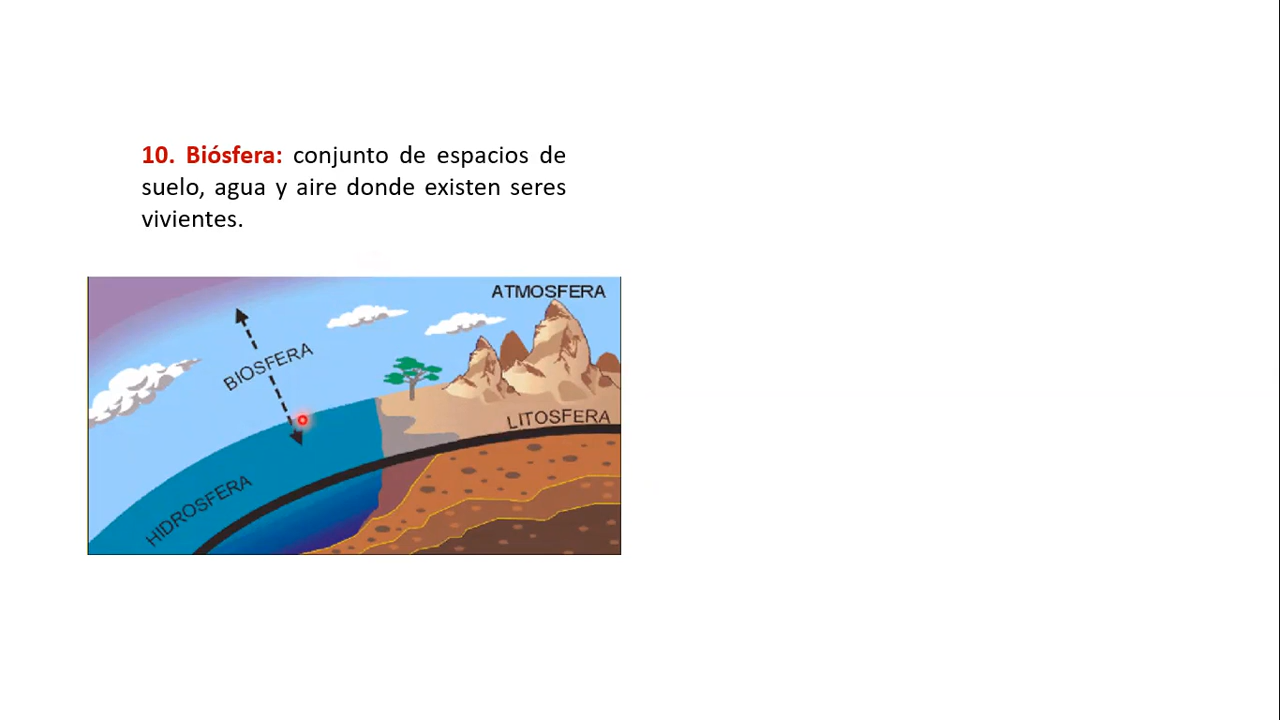 10. Biósfera: conjunto de espacios de
suelo, agua y aire donde existen seres
vivientes.
ATMOSFERA
BIOSFERA
LITOSFERA
HIDROSFERA